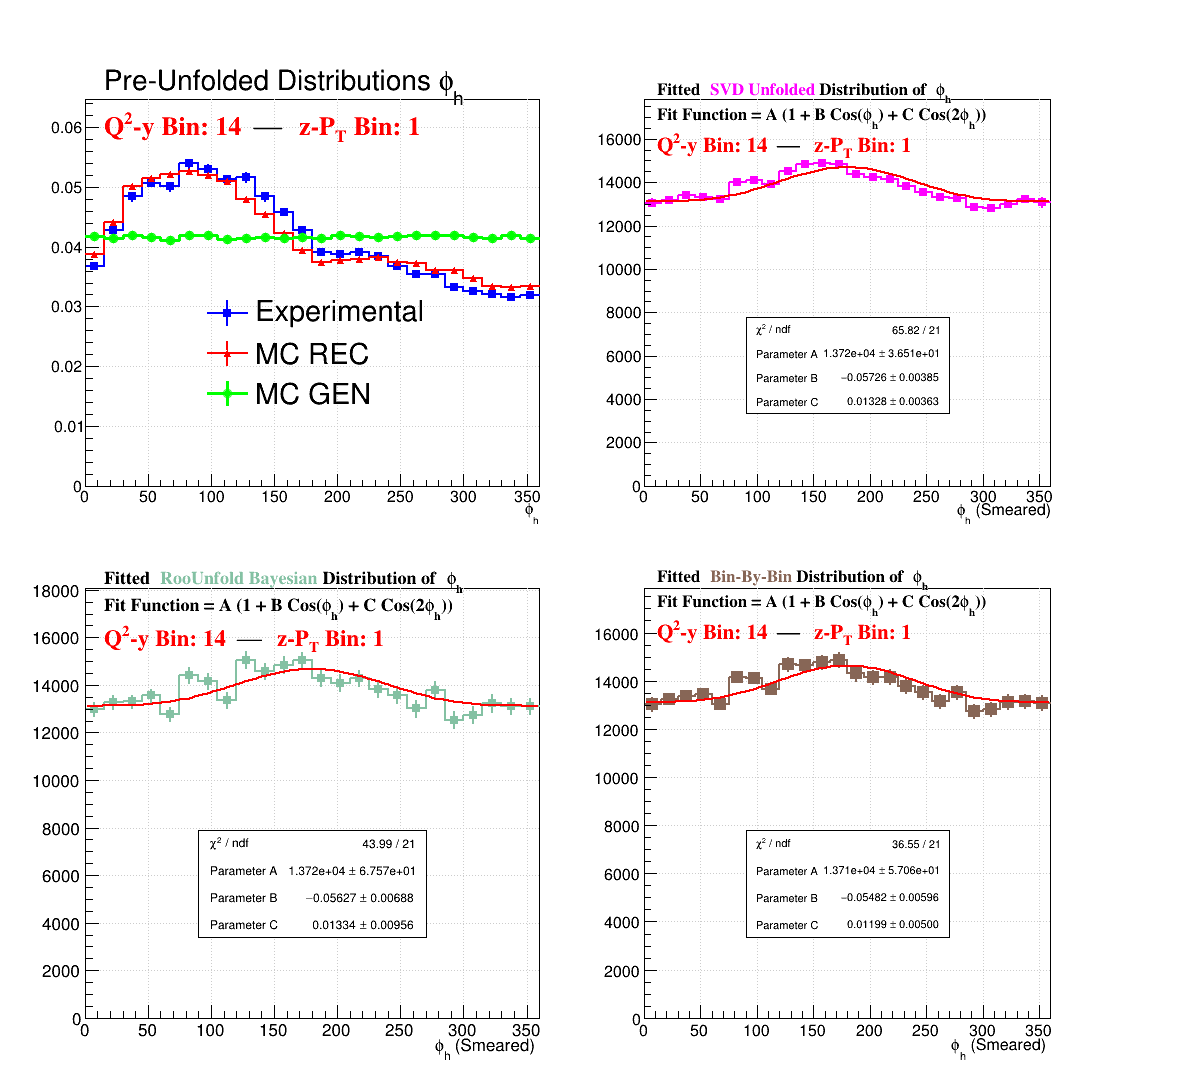 Pre-Unfolded Distributions ϕh
Q2-y Bin: 14 — z-PT Bin: 1
0.06
0.05
0.04
0.03
0.02
0.01
0
Experimental
MC REC
MC GEN
0 50 100 150 200 250 300 350
ϕh
Fitted SVD Unfolded Distribution of ϕh
Fit Function = A (1 + B Cos(ϕh) + C Cos(2ϕh))
Q2-y Bin: 14 — z-PT Bin: 1
16000
14000
12000
10000
8000
6000
4000
2000
0
χ2 / ndf 65.82 / 21
Parameter A 1.372e+04 ± 3.651e+01
Parameter B −0.05726 ± 0.00385
Parameter C 0.01328 ± 0.00363
0 50 100 150 200 250 300 350
ϕh (Smeared)
Fitted RooUnfold Bayesian Distribution of ϕh
Fit Function = A (1 + B Cos(ϕh) + C Cos(2ϕh))
Q2-y Bin: 14 — z-PT Bin: 1
18000
16000
14000
12000
10000
8000
6000
4000
2000
0
χ2 / ndf 43.99 / 21
Parameter A 1.372e+04 ± 6.757e+01
Parameter B −0.05627 ± 0.00688
Parameter C 0.01334 ± 0.00956
0 50 100 150 200 250 300 350
ϕh (Smeared)
Fitted Bin-By-Bin Distribution of ϕh
Fit Function = A (1 + B Cos(ϕh) + C Cos(2ϕh))
Q2-y Bin: 14 — z-PT Bin: 1
16000
14000
12000
10000
8000
6000
4000
2000
0
χ2 / ndf 36.55 / 21
Parameter A 1.371e+04 ± 5.706e+01
Parameter B −0.05482 ± 0.00596
Parameter C 0.01199 ± 0.00500
0 50 100 150 200 250 300 350
ϕh (Smeared)